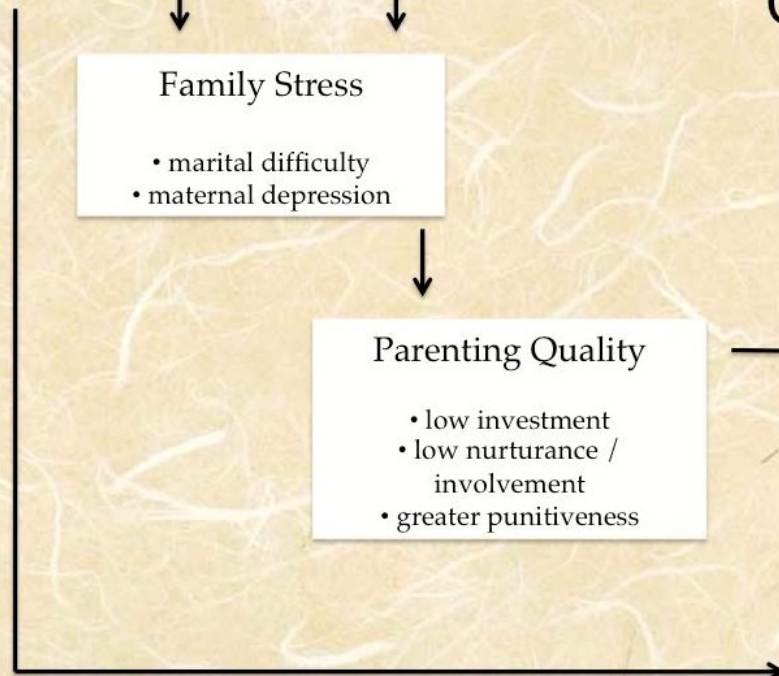 Family Stress
• marital difficulty
• maternal depression
Parenting Quality
• low investment
• low nurturance /
involvement
• greater punitiveness